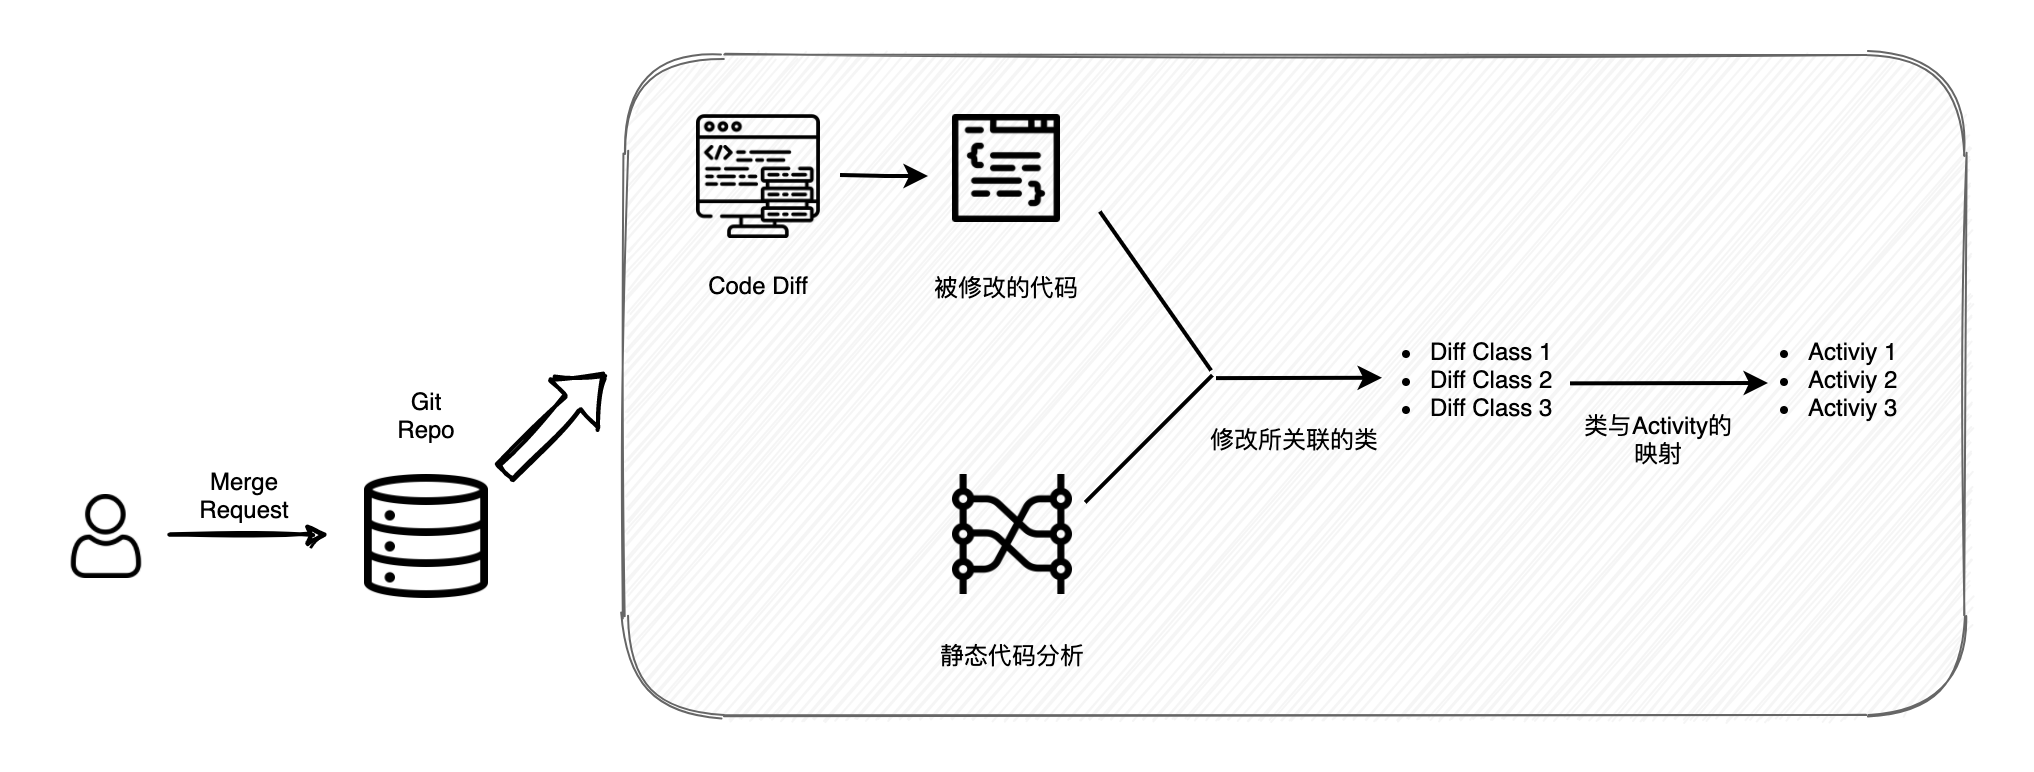 Merge
Request
Git
Repo
Code Diff
被修改的代码
静态代码分析
修改所关联的类
Diff Class 1
Diff Class 2
Diff Class 3
类与Activity的
映射
Activiy 1
Activiy 2
Activiy 3